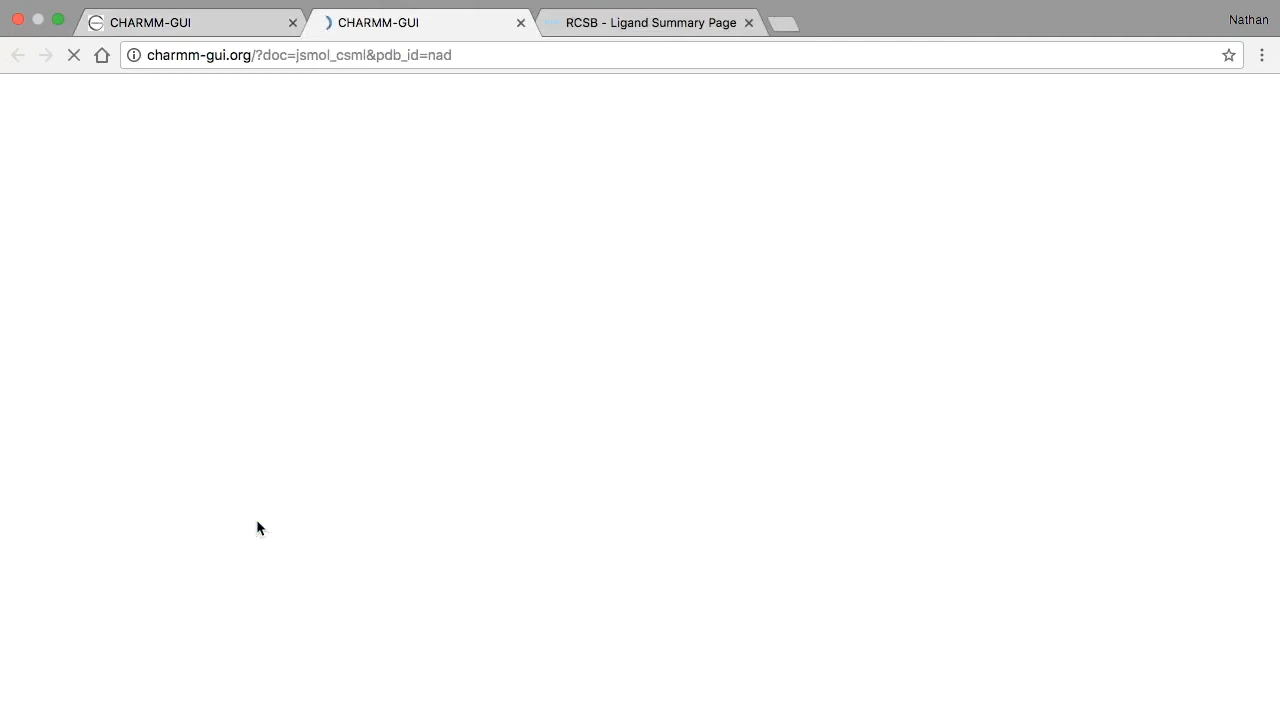 CHARMM-GUI
CHARMM-GUI
RCSB - Ligand Summary Page
Nathan
charmm-gui.org/?doc=jsmol_csml&pdb_id=nad